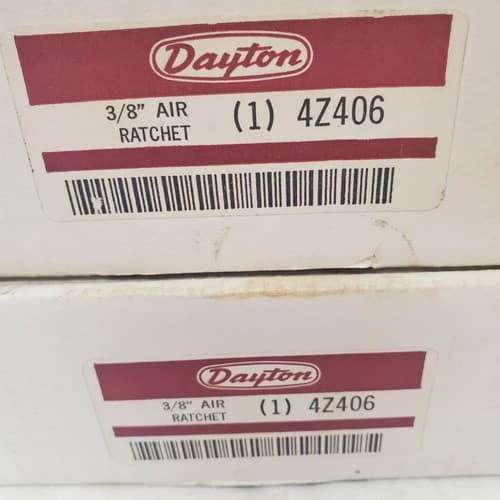 Dayton
3/8" AIR RATCHET (1) 4Z406
Dayton
3/8" AIR RATCHET (1) 4Z406